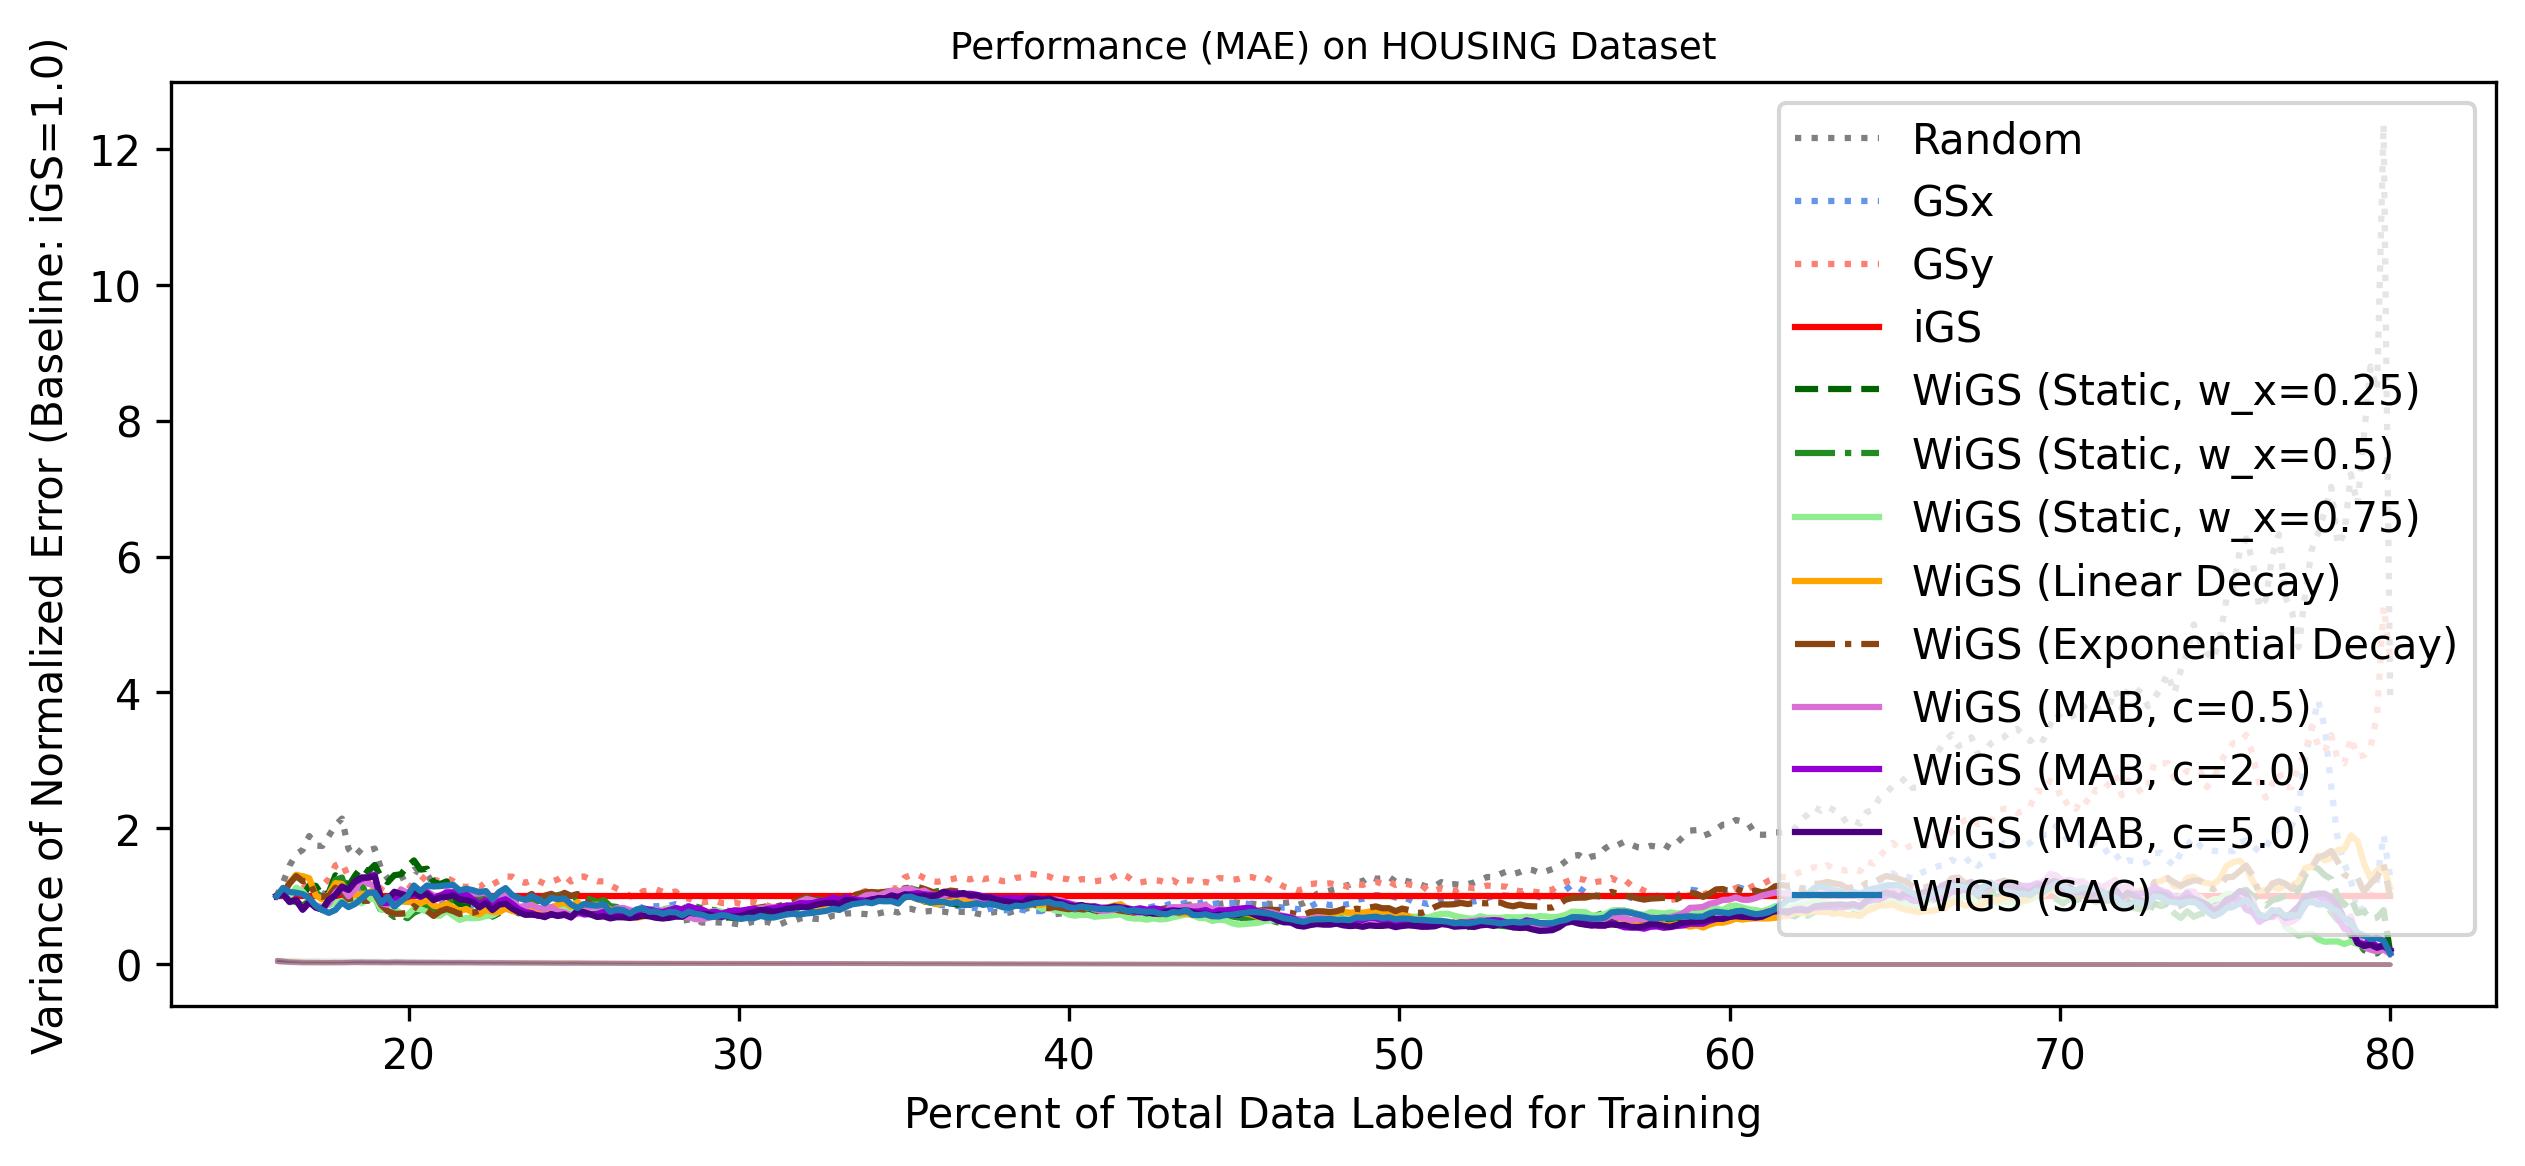 Performance (MAE) on HOUSING Dataset
Variance of Normalized Error (Baseline: iGS=1.0)
12
10
8
6
4
2
0
Random
GSx
GSy
iGS
WiGS (Static, w_x=0.25)
WiGS (Static, w_x=0.5)
WiGS (Static, w_x=0.75)
WiGS (Linear Decay)
WiGS (Exponential Decay)
WiGS (MAB, c=0.5)
WiGS (MAB, c=2.0)
WiGS (MAB, c=5.0)
WiGS (SAC)
20 30 40 50 60 70 80
Percent of Total Data Labeled for Training